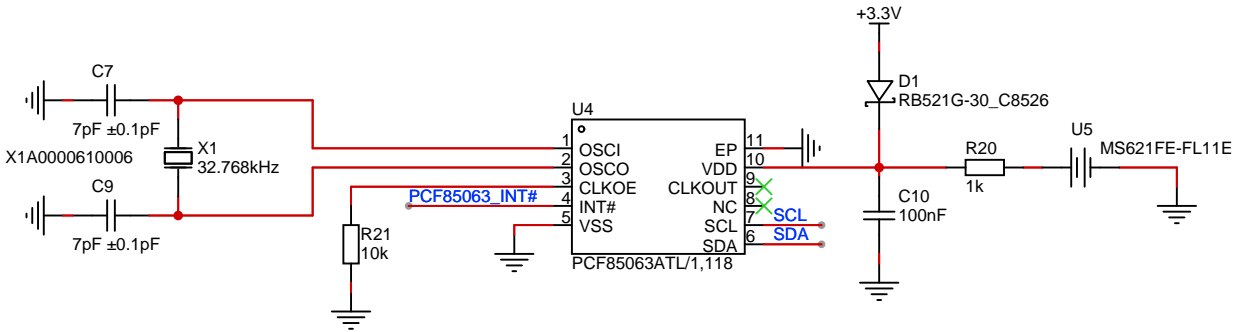 +3.3V
C7
7pF ±0.1pF
X1A0000610006
X1
32.768kHz
C9
7pF ±0.1pF
U4
1
OSCI
2
OSCO
3
CLKOE
4
INT#
5
VSS
EP
11
VDD
10
CLKOUT
9
NC
8
SCL
7
SDA
6
PCF85063ATL/1,118
PCF85063_INT#
R21
10k
SCL
SDA
D1
RB521G-30_C8526
C10
100nF
R20
1k
U5
MS621FE-FL11E